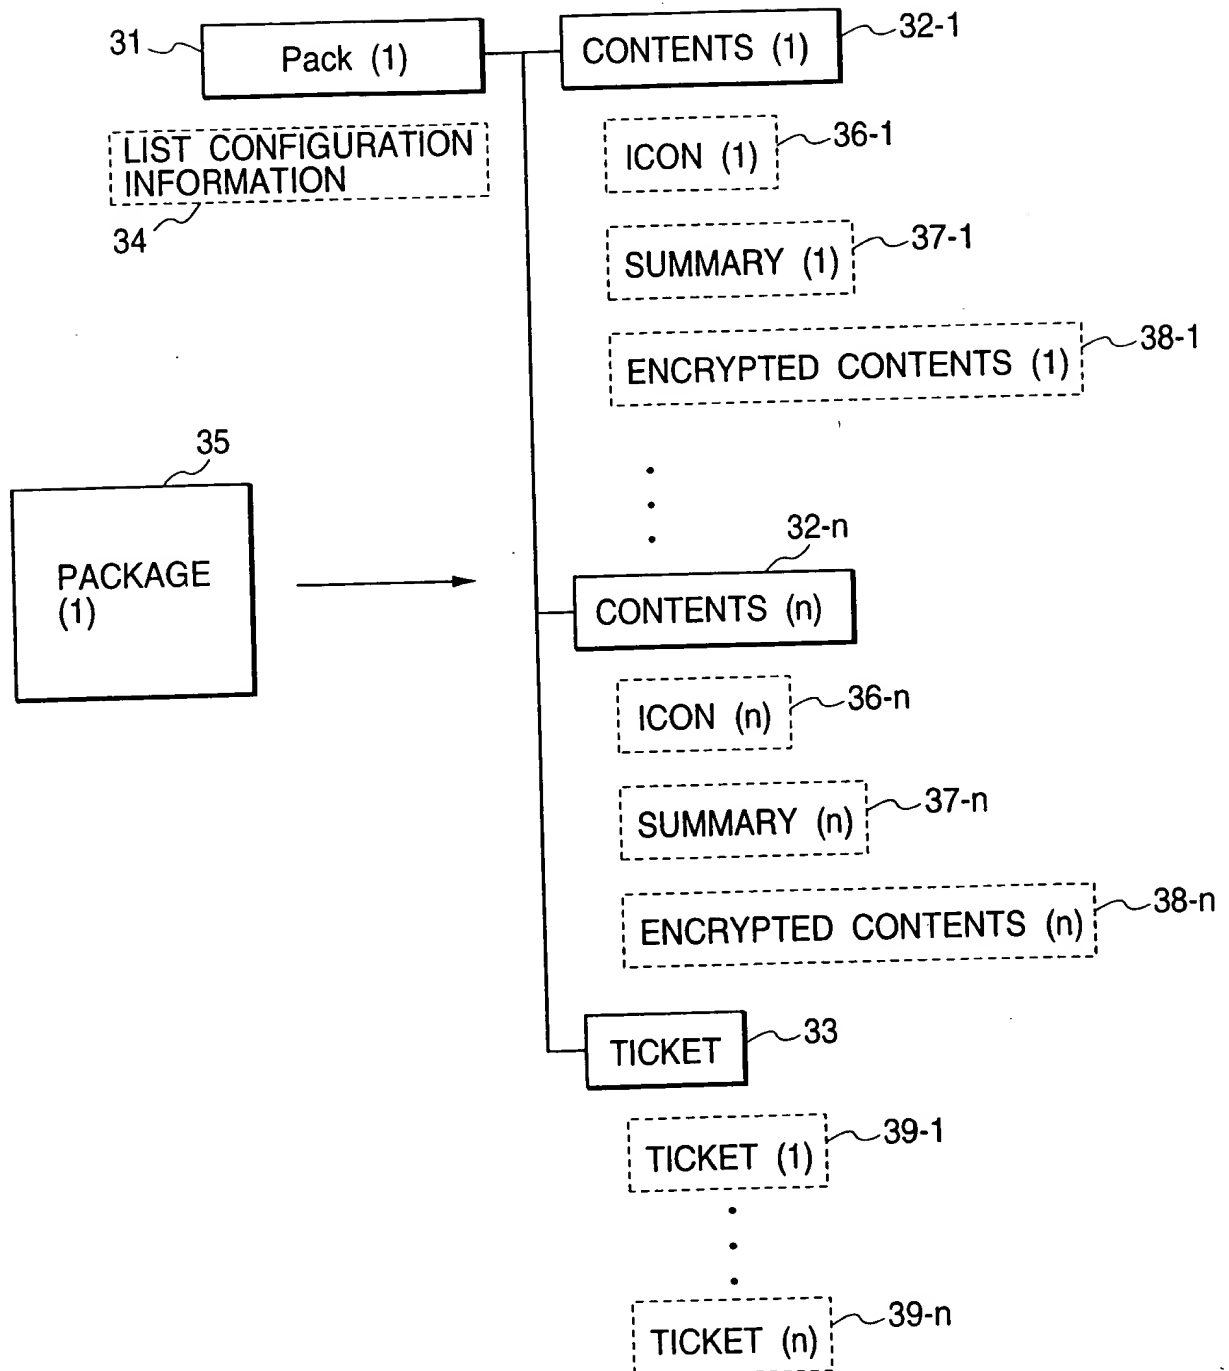 31
Pack (1)
CONTENTS (1)
32-1
LIST CONFIGURATION
INFORMATION
34
ICON (1)
36-1
SUMMARY (1)
37-1
ENCRYPTED CONTENTS (1)
38-1
35
PACKAGE
(1)
32-n
CONTENTS (n)
ICON (n)
36-n
SUMMARY (n)
37-n
ENCRYPTED CONTENTS (n)
38-n
TICKET
33
TICKET (1)
39-1
TICKET (n)
39-n